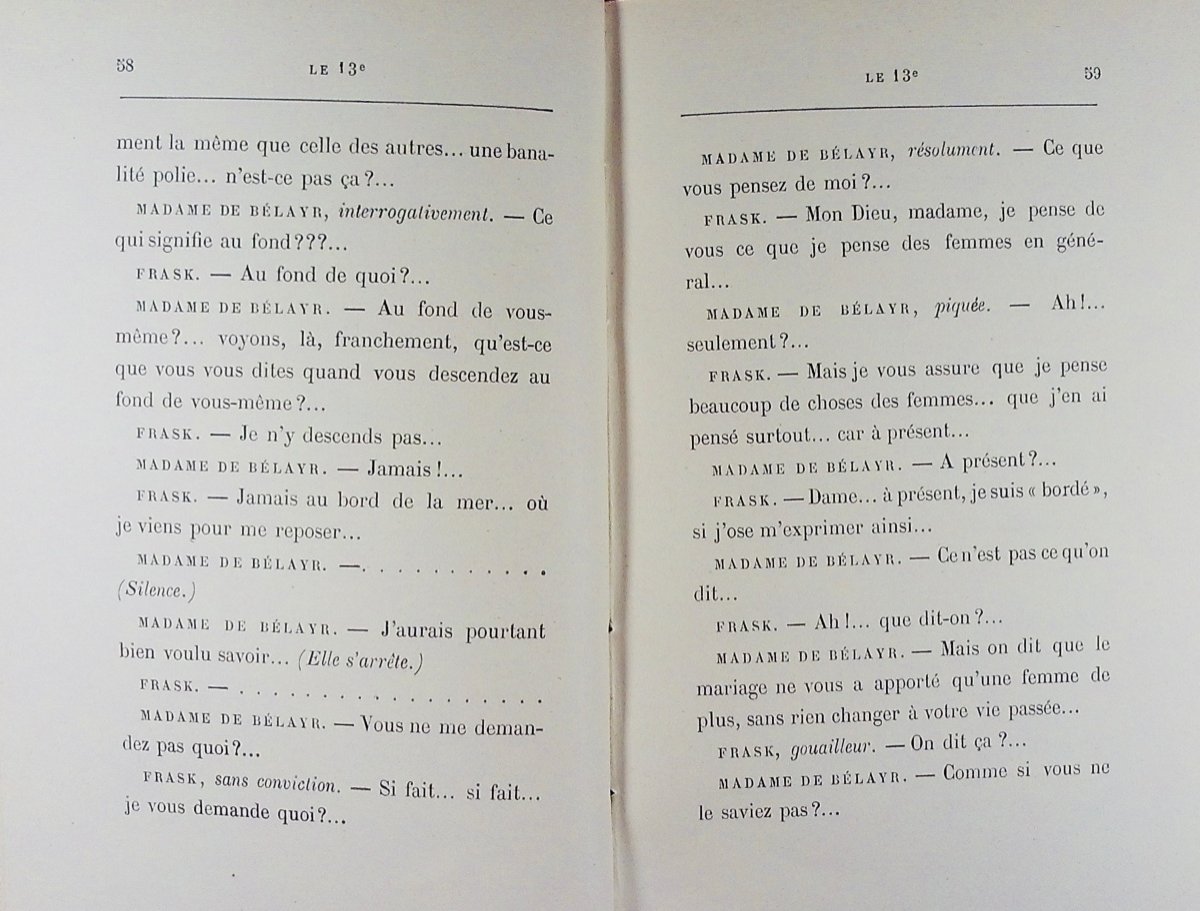 58
LE 13e
ment la même que celle des autres... une bana-
lité polie... n'est-ce pas ça?...
MADAME DE BÉLAYR, interrogativement. — Ce
qui signifie au fond???...
FRASK. — Au fond de quoi?...
MADAME DE BÉLAYR. — Au fond de vous-
même?... voyons, là, franchement, qu'est-ce
que vous vous dites quand vous descendez au
fond de vous-même?...
FRASK. — Je n'y descends pas...
MADAME DE BÉLAYR. — Jamais!...
FRASK. — Jamais au bord de la mer... où
je viens pour me reposer...
MADAME DE BÉLAYR. —. . . . . . . . . . . .
(Silence.)
MADAME DE BÉLAYR. — J'aurais pourtant
bien voulu savoir... (Elle s'arrête.)
FRASK. — . . . . . . . . . . . . . . . . . . .
MADAME DE BÉLAYR. — Vous ne me deman-
dez pas quoi?...
FRASK, sans conviction. — Si fait... si fait...
je vous demande quoi?...
LE 13e
59
MADAME DE BÉLAYR, résolument. — Ce que
vous pensez de moi?...
FRASK. — Mon Dieu, madame, je pense de
vous ce que je pense des femmes en géné-
ral...
MADAME DE BÉLAYR, piquée. — Ah!...
seulement?...
FRASK. — Mais je vous assure que je pense
beaucoup de choses des femmes... que j'en ai
pensé surtout... car à présent...
MADAME DE BÉLAYR. — A présent?...
FRASK. — Dame... à présent, je suis « bordé »,
si j'ose m'exprimer ainsi...
MADAME DE BÉLAYR. — Ce n'est pas ce qu'on
dit...
FRASK. — Ah!... que dit-on?...
MADAME DE BÉLAYR. — Mais on dit que le
mariage ne vous a apporté qu'une femme de
plus, sans rien changer à votre vie passée...
FRASK, gouailleur. — On dit ça?...
MADAME DE BÉLAYR. — Comme si vous ne
le saviez pas?...